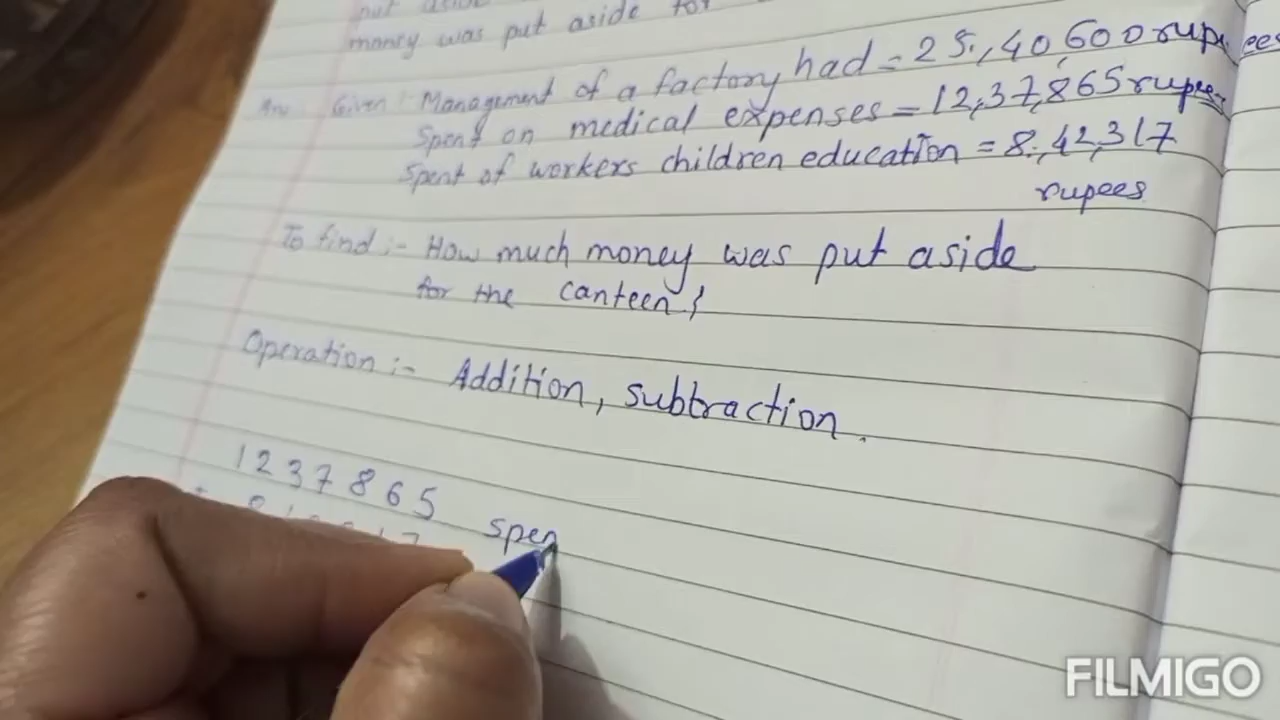 put aside
money was put aside for
Ans Given: Management of a factory had = 25,40,600 rupees
Spent on medical expenses = 12,37,865 rupees
Spent of workers children education = 8,42,317
rupees
To find :- How much money was put aside
for the canteen?
Operation :- Addition, subtraction.
1237865
spen
FILMIGO